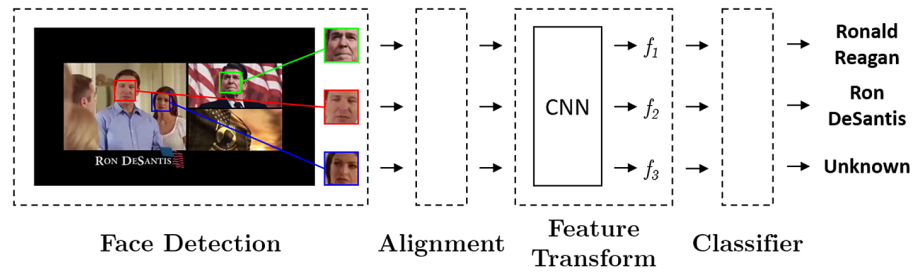 RON DESANTIS
CNN
f1
f2
f3
Ronald
Reagan
Ron
DeSantis
Unknown
Face Detection
Alignment
Feature
Transform
Classifier